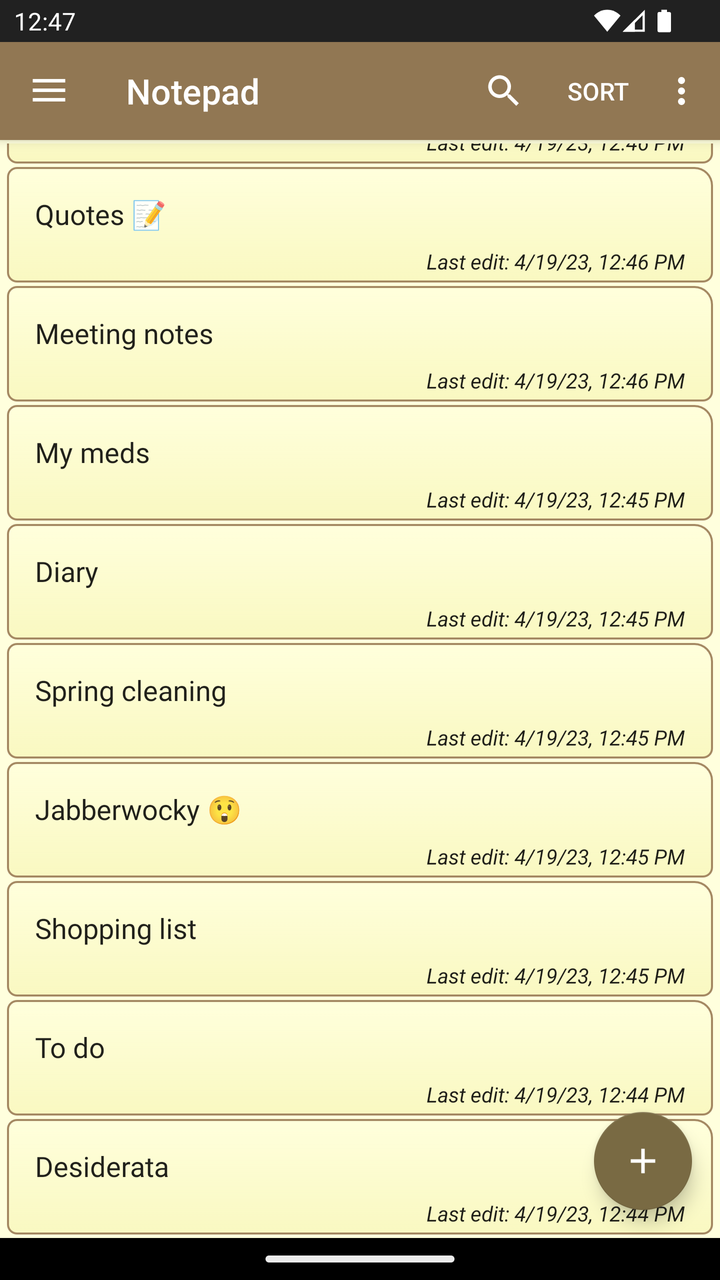 12:47
Notepad SORT
Last edit: 4/19/23, 12:46 PM
Quotes 📝
Last edit: 4/19/23, 12:46 PM
Meeting notes
Last edit: 4/19/23, 12:46 PM
My meds
Last edit: 4/19/23, 12:45 PM
Diary
Last edit: 4/19/23, 12:45 PM
Spring cleaning
Last edit: 4/19/23, 12:45 PM
Jabberwocky 😲
Last edit: 4/19/23, 12:45 PM
Shopping list
Last edit: 4/19/23, 12:45 PM
To do
Last edit: 4/19/23, 12:44 PM
Desiderata
Last edit: 4/19/23, 12:44 PM